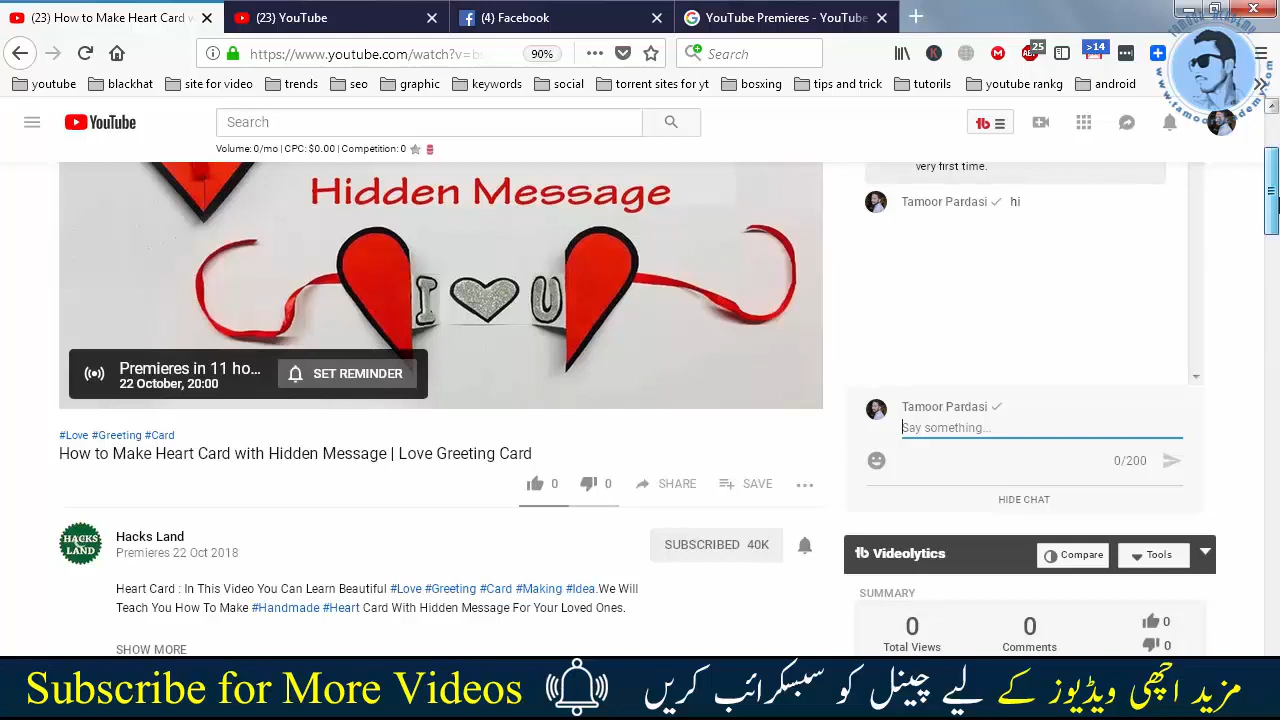 (23) How to Make Heart Card w
(23) YouTube
(4) Facebook
YouTube Premieres - YouTube
https://www.youtube.com/watch?v=bs
90%
Search
25
>14
youtube
blackhat
site for video
trends
seo
graphic
keywords
social
torrent sites for yt
bosxing
tips and trick
tutorils
youtube rankg
android
YouTube
Search
tb
Volume: 0/mo | CPC: $0.00 | Competition: 0
very first time.
Hidden Message
Tamoor Pardasi hi
I U
Premieres in 11 ho...
22 October, 20:00
SET REMINDER
Tamoor Pardasi
Say something...
0/200
HIDE CHAT
#Love #Greeting #Card
How to Make Heart Card with Hidden Message | Love Greeting Card
0 0 SHARE SAVE
HACKS LAND
Hacks Land
Premieres 22 Oct 2018
SUBSCRIBED 40K
tb Videolytics
Compare
Tools
Heart Card : In This Video You Can Learn Beautiful #Love #Greeting #Card #Making #Idea.We Will
Teach You How To Make #Handmade #Heart Card With Hidden Message For Your Loved Ones.
SHOW MORE
SUMMARY
0 0 0
Total Views Comments 0
Subscribe for More Videos
مزید اچھی ویڈیوز کے لیے چینل کو سبسکرائب کریں